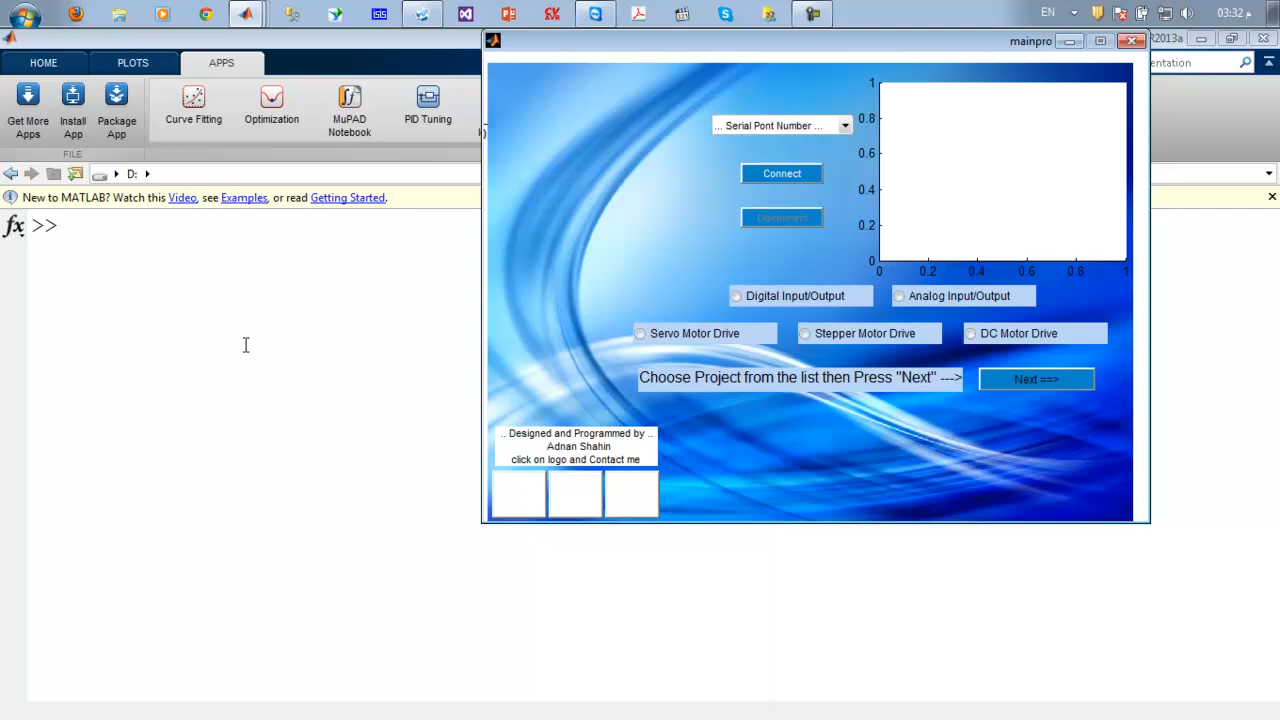 EN
03:32 م
mainpro
R2013a
HOME
PLOTS
APPS
entation
Get More Apps
Install App
Package App
Curve Fitting
Optimization
MuPAD Notebook
PID Tuning
FILE
D:
New to MATLAB? Watch this Video, see Examples, or read Getting Started.
fx >>
... Serial Pont Number ...
Connect
Disconnect
1
0.8
0.6
0.4
0.2
0
0 0.2 0.4 0.6 0.8 1
Digital Input/Output
Analog Input/Output
Servo Motor Drive
Stepper Motor Drive
DC Motor Drive
Choose Project from the list then Press "Next" --->
Next ==>
.. Designed and Programmed by ..
Adnan Shahin
click on logo and Contact me